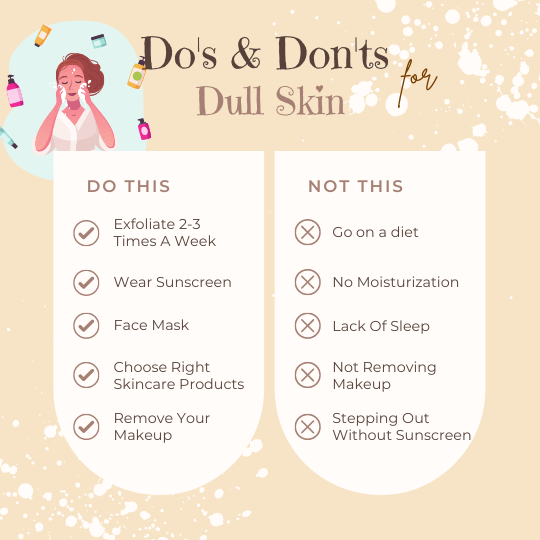 Do's & Don'ts
for
Dull Skin
DO THIS
Exfoliate 2-3
Times A Week
Wear Sunscreen
Face Mask
Choose Right
Skincare Products
Remove Your
Makeup
NOT THIS
Go on a diet
No Moisturization
Lack Of Sleep
Not Removing
Makeup
Stepping Out
Without Sunscreen